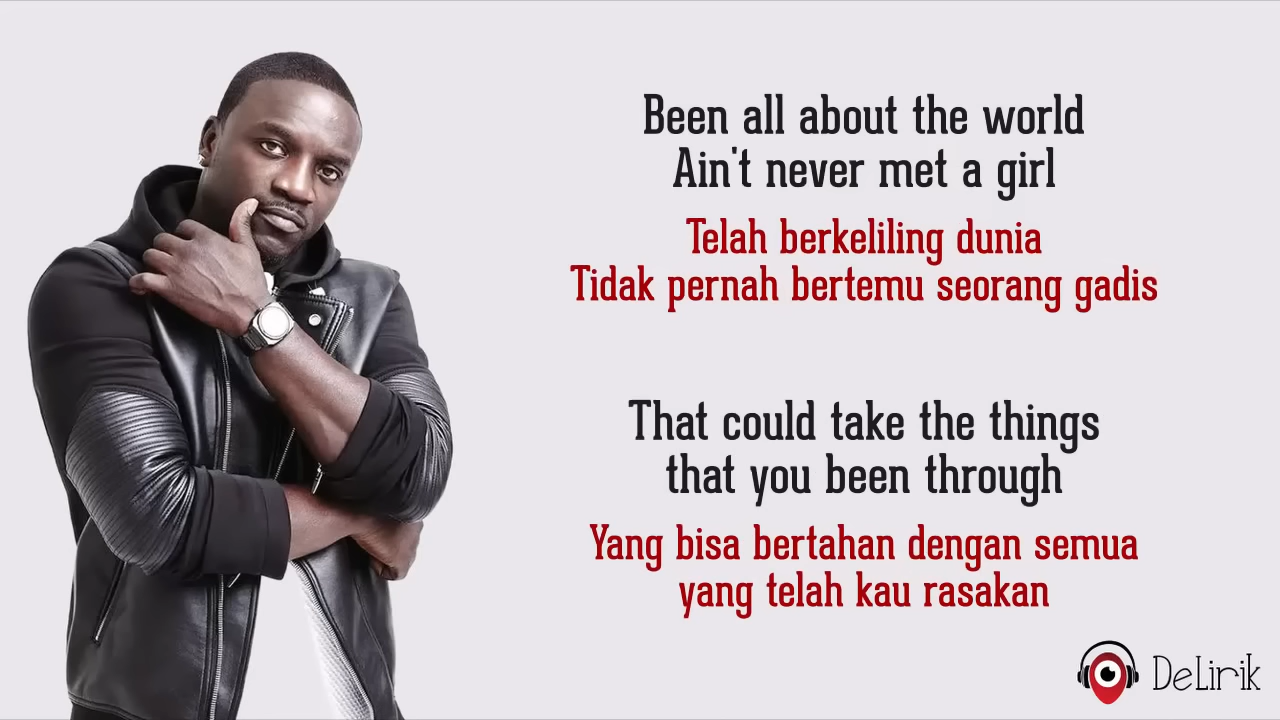 Been all about the world
Ain't never met a girl
Telah berkeliling dunia
Tidak pernah bertemu seorang gadis
That could take the things
that you been through
Yang bisa bertahan dengan semua
yang telah kau rasakan
DeLirik